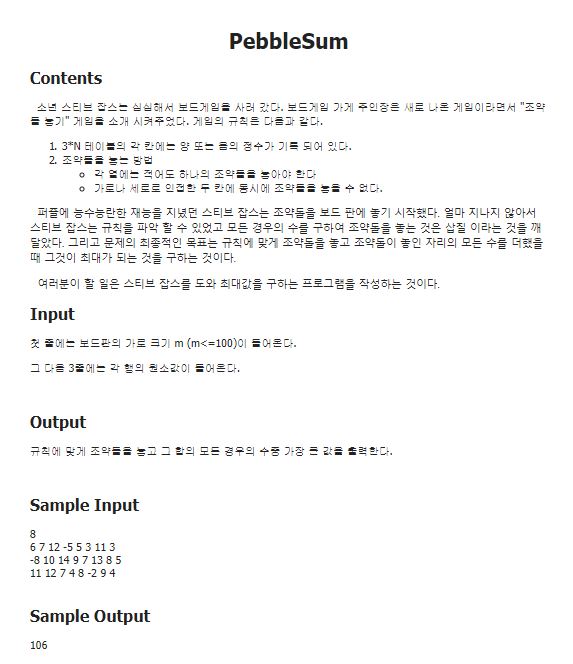 PebbleSum
Contents
소년 스티브 잡스는 심심해서 보드게임을 사러 갔다. 보드게임 가게 주인장은 새로 나온 게임이라면서 "조약
돌 놓기" 게임을 소개 시켜주었다. 게임의 규칙은 다음과 같다.
1. 3*N 테이블의 각 칸에는 양 또는 음의 정수가 기록 되어 있다.
2. 조약돌을 놓는 방법
각 열에는 적어도 하나의 조약돌을 놓아야 한다
가로나 세로로 인접한 두 칸에 동시에 조약돌을 놓을 수 없다.
퍼즐에 능수능란한 재능을 지녔던 스티브 잡스는 조약돌을 보드 판에 놓기 시작했다. 얼마 지나지 않아서
스티브 잡스는 규칙을 파악 할 수 있었고 모든 경우의 수를 구하여 조약돌을 놓는 것은 삽질 이라는 것을 깨
달았다. 그리고 문제의 최종적인 목표는 규칙에 맞게 조약돌을 놓고 조약돌이 놓인 자리의 모든 수를 더했을
때 그것이 최대가 되는 것을 구하는 것이다.
여러분이 할 일은 스티브 잡스를 도와 최대값을 구하는 프로그램을 작성하는 것이다.
Input
첫 줄에는 보드판의 가로 크기 m (m<=100)이 들어온다.
그 다음 3줄에는 각 행의 원소값이 들어온다.
Output
규칙에 맞게 조약돌을 놓고 그 합의 모든 경우의 수중 가장 큰 값을 출력한다.
Sample Input
8
6 7 12 -5 5 3 11 3
-8 10 14 9 7 13 8 5
11 12 7 4 8 -2 9 4
Sample Output
106